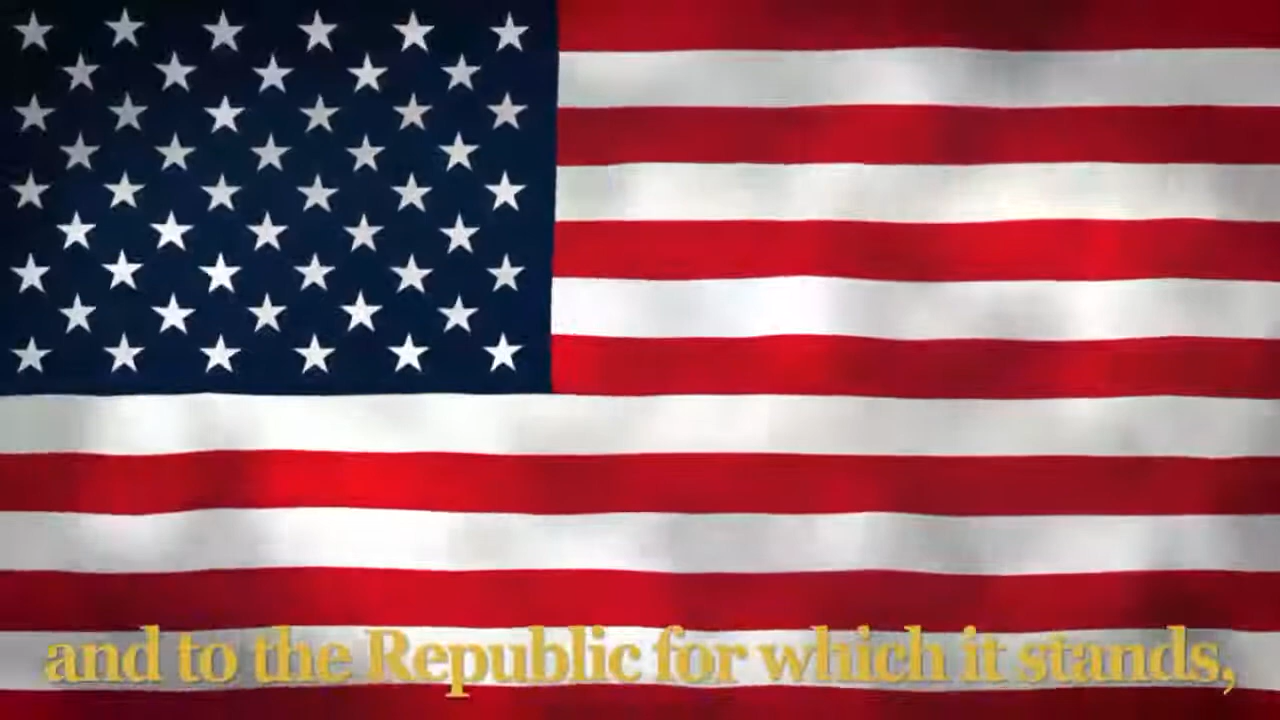 and to the Republic for which it stands,